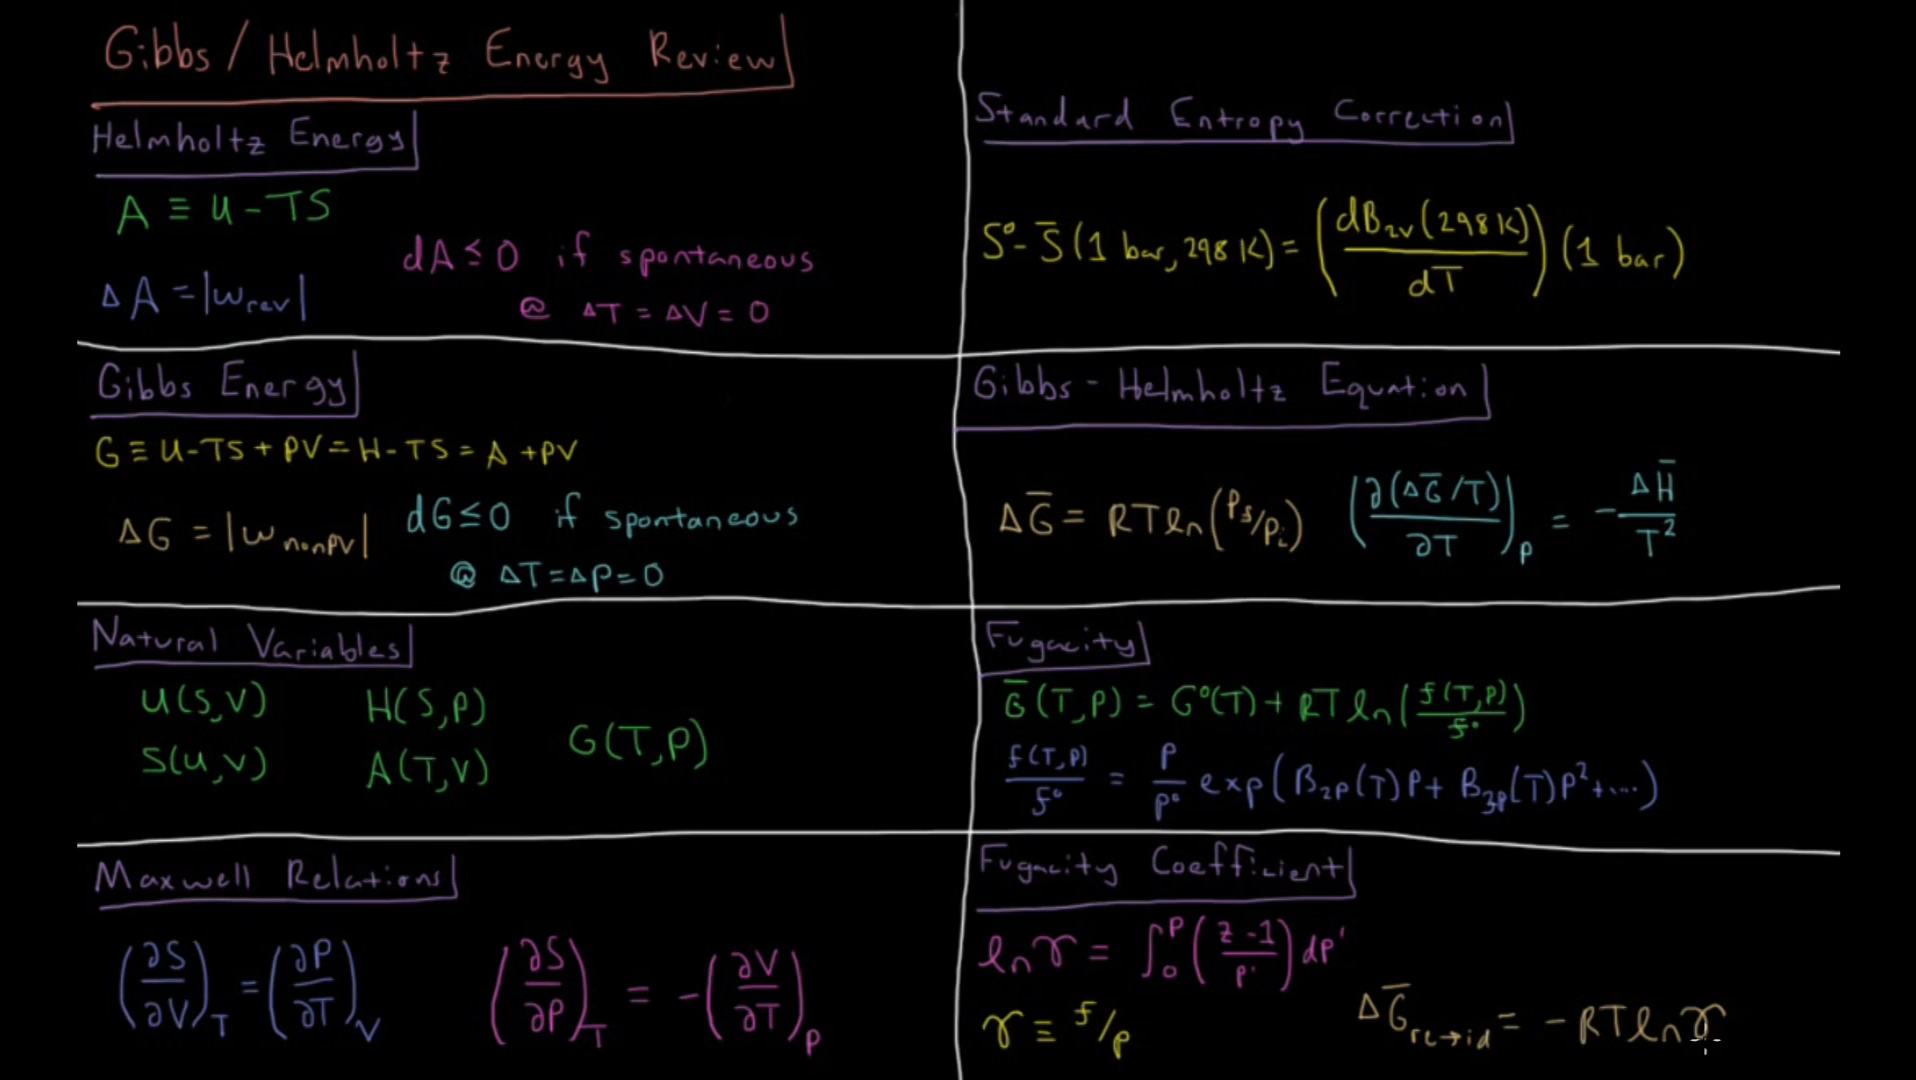 Gibbs / Helmholtz Energy Review
Helmholtz Energy
A ≡ U - TS
ΔA = |w_rev|
dA ≤ 0 if spontaneous
@ ΔT = ΔV = 0
Gibbs Energy
G ≡ U - TS + PV = H - TS = A + PV
ΔG = |w_nonPV|
dG ≤ 0 if spontaneous
@ ΔT = ΔP = 0
Natural Variables
U(S,V) H(S,P)
G(T,P)
S(U,V) A(T,V)
Maxwell Relations
(∂S/∂V)_T = (∂P/∂T)_V (∂S/∂P)_T = -(∂V/∂T)_P
Standard Entropy Correction
S° - S̄(1 bar, 298 K) = (dB_2V(298 K)/dT)(1 bar)
Gibbs - Helmholtz Equation
ΔḠ = RT ln(P_f/P_i) (∂(ΔḠ/T)/∂T)_P = -ΔH̄/T²
Fugacity
Ḡ(T,P) = G°(T) + RT ln(f(T,P)/f°)
f(T,P)/f° = P/P° exp(B_2P(T)P + B_3P(T)P² + ....)
Fugacity Coefficient
ln γ = ∫_0^P ((z - 1)/P') dP'
γ ≡ f/P
ΔḠ_re→id = -RT ln γ